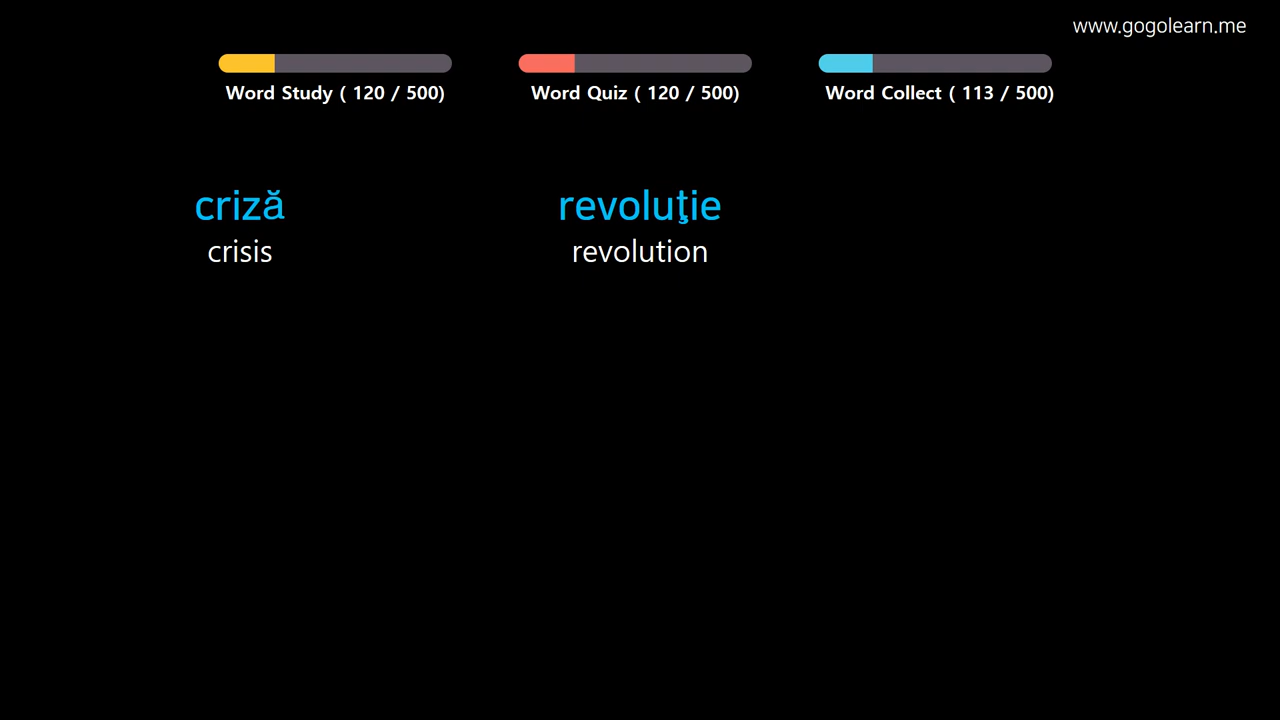 www.gogolearn.me
Word Study ( 120 / 500)
Word Quiz ( 120 / 500)
Word Collect ( 113 / 500)
criză
revoluţie
crisis
revolution